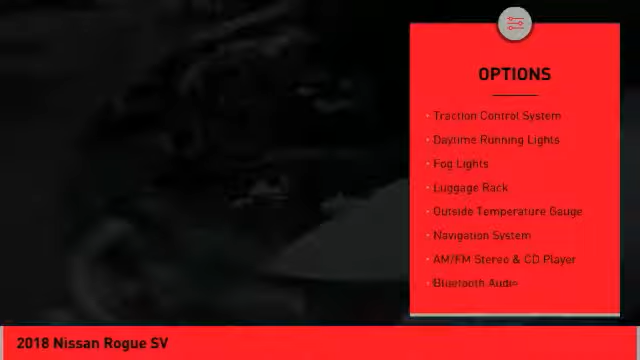 OPTIONS
· Traction Control System
· Daytime Running Lights
· Fog Lights
· Luggage Rack
· Outside Temperature Gauge
· Navigation System
· AM/FM Stereo & CD Player
· Bluetooth Audio
2018 Nissan Rogue SV